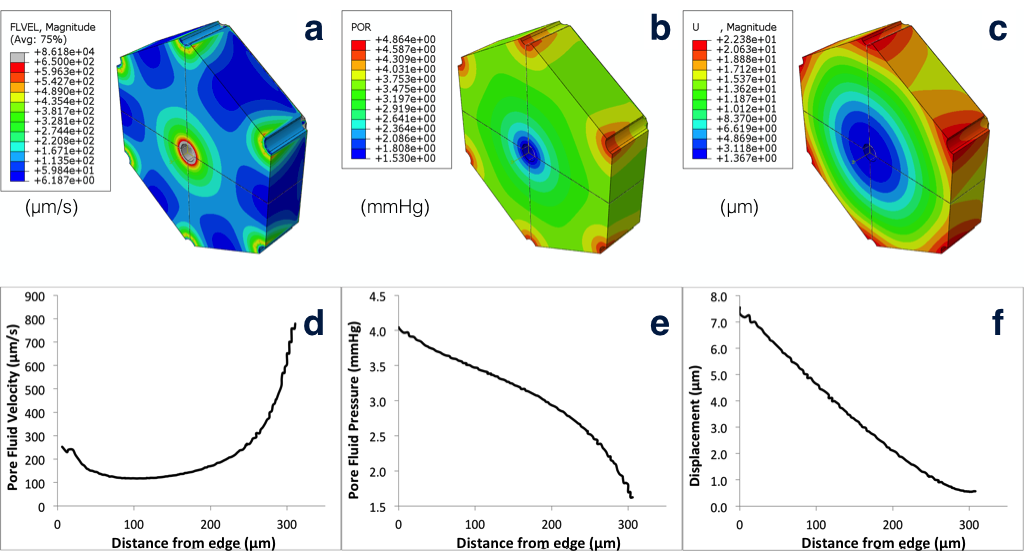 FLVEL, Magnitude
(Avg: 75%)
+8.618e+04
+6.500e+02
+5.963e+02
+5.427e+02
+4.890e+02
+4.354e+02
+3.817e+02
+3.281e+02
+2.744e+02
+2.208e+02
+1.671e+02
+1.135e+02
+5.984e+01
+6.187e+00
(µm/s)
a
POR
+4.864e+00
+4.587e+00
+4.309e+00
+4.031e+00
+3.753e+00
+3.475e+00
+3.197e+00
+2.919e+00
+2.641e+00
+2.364e+00
+2.086e+00
+1.808e+00
+1.530e+00
(mmHg)
b
U , Magnitude
+2.238e+01
+2.063e+01
+1.888e+01
+1.712e+01
+1.537e+01
+1.362e+01
+1.187e+01
+1.012e+01
+8.370e+00
+6.619e+00
+4.869e+00
+3.118e+00
+1.367e+00
(µm)
c
d
Pore Fluid Velocity (µm/s)
900
800
700
600
500
400
300
200
100
0
0 100 200 300
Distance from edge (µm)
e
Pore Fluid Pressure (mmHg)
4.5
4.0
3.5
3.0
2.5
2.0
1.5
0 100 200 300
Distance from edge (µm)
f
Displacement (µm)
8.0
7.0
6.0
5.0
4.0
3.0
2.0
1.0
0.0
0 100 200 300
Distance from edge (µm)